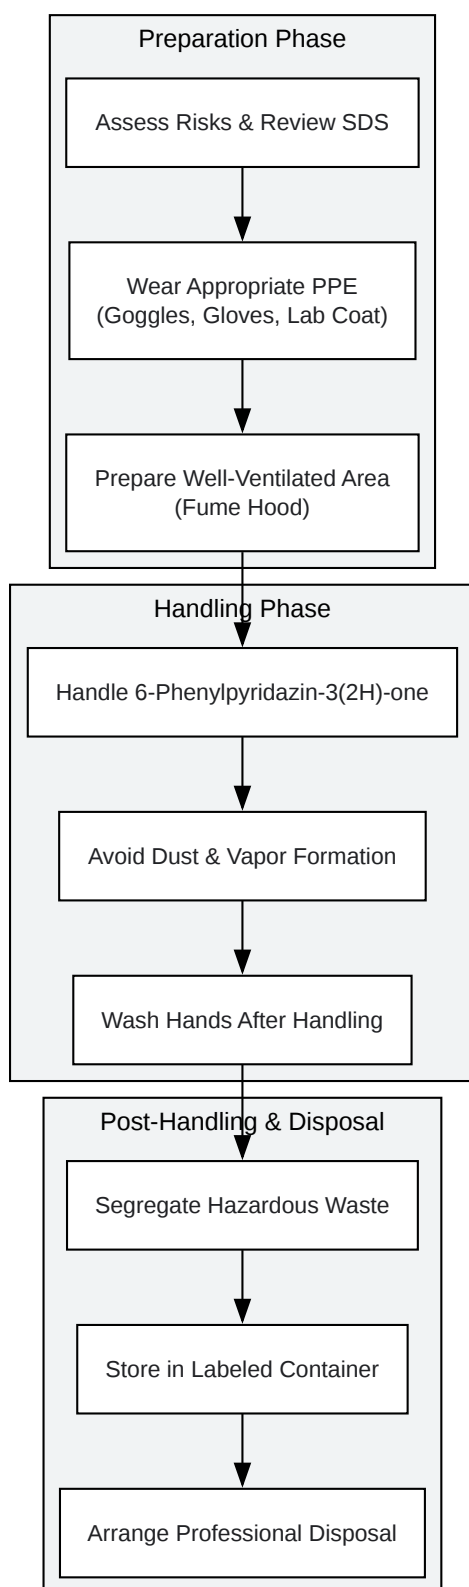 Preparation Phase
Assess Risks & Review SDS
Wear Appropriate PPE
(Goggles, Gloves, Lab Coat)
Prepare Well-Ventilated Area
(Fume Hood)
Handling Phase
Handle 6-Phenylpyridazin-3(2H)-one
Avoid Dust & Vapor Formation
Wash Hands After Handling
Post-Handling & Disposal
Segregate Hazardous Waste
Store in Labeled Container
Arrange Professional Disposal